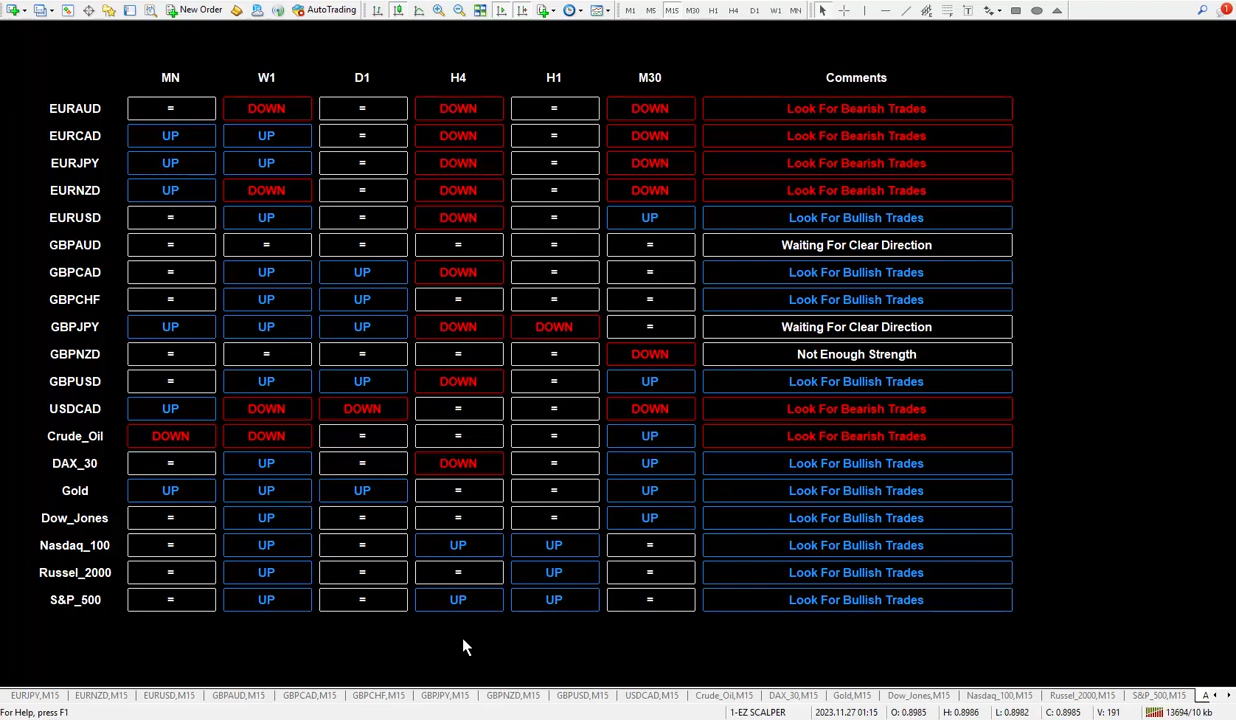 New Order AutoTrading M1 M5 M15 M30 H1 H4 D1 W1 MN 1
MN W1 D1 H4 H1 M30 Comments
EURAUD = DOWN = DOWN = DOWN Look For Bearish Trades
EURCAD UP UP = DOWN = DOWN Look For Bearish Trades
EURJPY UP UP = DOWN = DOWN Look For Bearish Trades
EURNZD UP DOWN = DOWN = DOWN Look For Bearish Trades
EURUSD = UP = DOWN = UP Look For Bullish Trades
GBPAUD = = = = = = Waiting For Clear Direction
GBPCAD = UP UP DOWN = = Look For Bullish Trades
GBPCHF = UP UP = = = Look For Bullish Trades
GBPJPY UP UP UP DOWN DOWN = Waiting For Clear Direction
GBPNZD = = = = = DOWN Not Enough Strength
GBPUSD = UP UP DOWN = UP Look For Bullish Trades
USDCAD UP DOWN DOWN = = DOWN Look For Bearish Trades
Crude_Oil DOWN DOWN = = = UP Look For Bearish Trades
DAX_30 = UP = DOWN = UP Look For Bullish Trades
Gold UP UP UP = = UP Look For Bullish Trades
Dow_Jones = UP = = = UP Look For Bullish Trades
Nasdaq_100 = UP = UP UP = Look For Bullish Trades
Russel_2000 = UP = = UP = Look For Bullish Trades
S&P_500 = UP = UP UP = Look For Bullish Trades
EURJPY,M15 EURNZD,M15 EURUSD,M15 GBPAUD,M15 GBPCAD,M15 GBPCHF,M15 GBPJPY,M15 GBPNZD,M15 GBPUSD,M15 USDCAD,M15 Crude_Oil,M15 DAX_30,M15 Gold,M15 Dow_Jones,M15 Nasdaq_100,M15 Russel_2000,M15 S&P_500,M15 A
For Help, press F1 1-EZ SCALPER 2023.11.27 01:15 O: 0.8985 H: 0.8986 L: 0.8982 C: 0.8985 V: 191 13694/10 kb